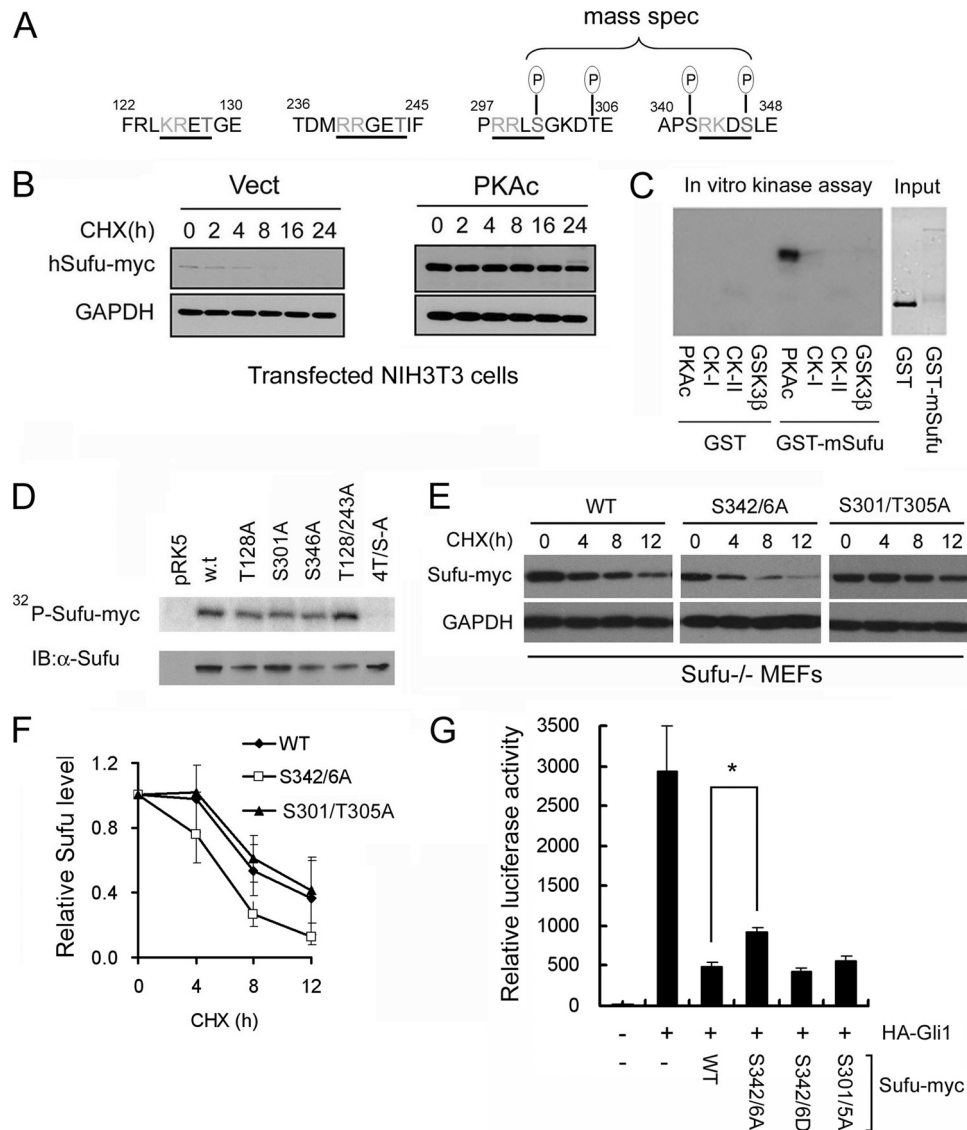 A
mass spec
P P P P
122 130 236 245 297 306 340 348
FRLKRETGE TDMRRGETIF PRRLSGKDTE APSRKDSLE
B
Vect PKAc
CHX(h) 0 2 4 8 16 24 0 2 4 8 16 24
hSufu-myc
GAPDH
Transfected NIH3T3 cells
C
In vitro kinase assay Input
PKAc CK-I CK-II GSK3β PKAc CK-I CK-II GSK3β GST GST-mSufu
GST GST-mSufu
D
pRK5 w.t T128A S301A S346A T128/243A 4T/S-A
32P-Sufu-myc
IB:α-Sufu
E
WT S342/6A S301/T305A
CHX(h) 0 4 8 12 0 4 8 12 0 4 8 12
Sufu-myc
GAPDH
Sufu-/- MEFs
F
WT
S342/6A
S301/T305A
Relative Sufu level
1.2
0.8
0.4
0.0
0 4 8 12
CHX (h)
G
Relative luciferase activity
3500
3000
2500
2000
1500
1000
500
0
*
- + + + + + HA-Gli1
- - WT S342/6A S342/6D S301/5A Sufu-myc